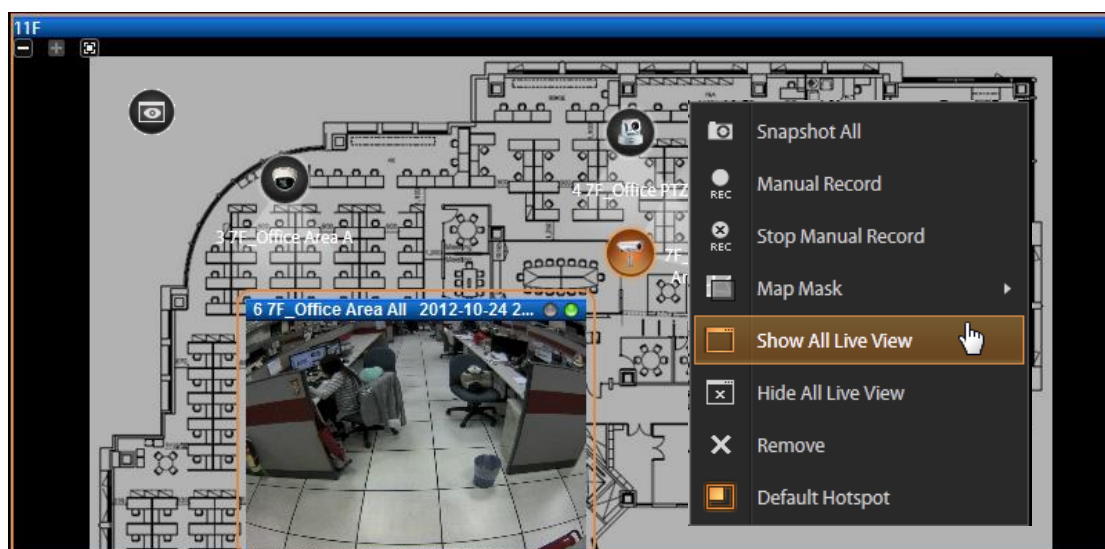 11F
Snapshot All
4 7F_Office PTZ
REC
Manual Record
3 7F_Office Area A
REC
Stop Manual Record
7F_
Map Mask
6 7F_Office Area All 2012-10-24 2...
Show All Live View
Hide All Live View
Remove
Default Hotspot